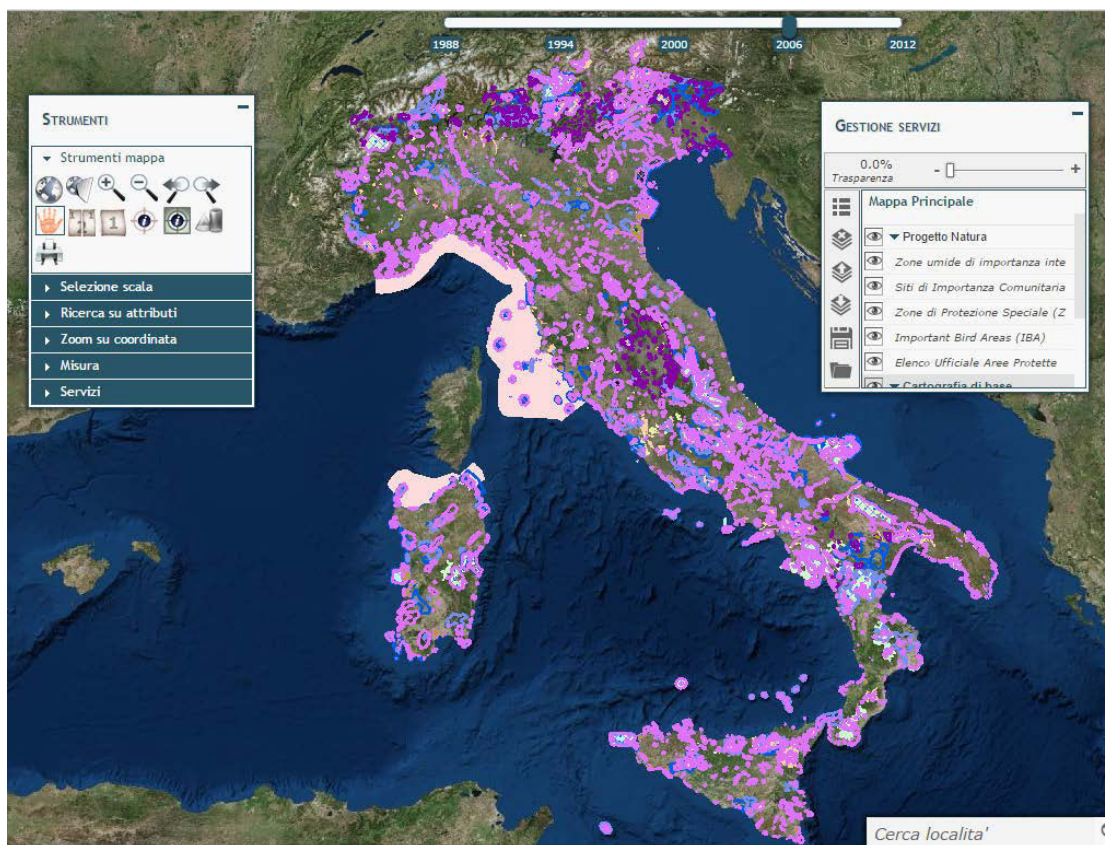 1988 1994 2000 2006 2012
STRUMENTI
Strumenti mappa
Selezione scala
Ricerca su attributi
Zoom su coordinata
Misura
Servizi
GESTIONE SERVIZI
0.0%
Trasparenza
- +
Mappa Principale
Progetto Natura
Zone umide di importanza inte
Siti di Importanza Comunitaria
Zone di Protezione Speciale (Z
Important Bird Areas (IBA)
Elenco Ufficiale Aree Protette
Cartografia di base
Cerca localita'